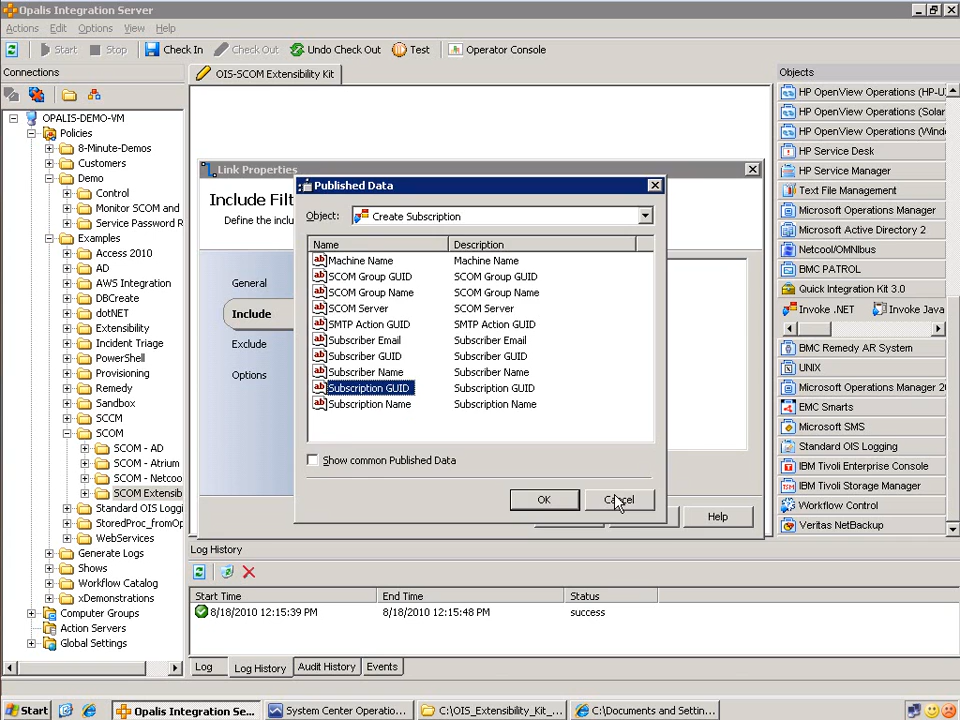 Opalis Integration Server
Actions Edit Options View Help
Start Stop Check In Check Out Undo Check Out Test Operator Console
Connections
OPALIS-DEMO-VM
Policies
8-Minute-Demos
Customers
Demo
Control
Monitor SCOM and
Service Password R
Examples
Access 2010
AD
AWS Integration
DBCreate
dotNET
Extensibility
Incident Triage
PowerShell
Provisioning
Remedy
Sandbox
SCCM
SCOM
SCOM - AD
SCOM - Atrium
SCOM - Netcoo
SCOM Extensib
Standard OIS Loggi
StoredProc_fromOp
WebServices
Generate Logs
Shows
Workflow Catalog
xDemonstrations
Computer Groups
Action Servers
Global Settings
OIS-SCOM Extensibility Kit
Link Properties
Include Filt
Define the inclu
General
Include
Exclude
Options
Help
Published Data
Object: Create Subscription
Name Description
Machine Name Machine Name
SCOM Group GUID SCOM Group GUID
SCOM Group Name SCOM Group Name
SCOM Server SCOM Server
SMTP Action GUID SMTP Action GUID
Subscriber Email Subscriber Email
Subscriber GUID Subscriber GUID
Subscriber Name Subscriber Name
Subscription GUID Subscription GUID
Subscription Name Subscription Name
Show common Published Data
OK Cancel
Log History
Start Time End Time Status
8/18/2010 12:15:39 PM 8/18/2010 12:15:48 PM success
Log Log History Audit History Events
Objects
HP OpenView Operations (HP-U
HP OpenView Operations (Solar
HP OpenView Operations (Windo
HP Service Desk
HP Service Manager
Text File Management
Microsoft Operations Manager
Microsoft Active Directory 2
Netcool/OMNIbus
BMC PATROL
Quick Integration Kit 3.0
Invoke .NET Invoke Java
BMC Remedy AR System
UNIX
Microsoft Operations Manager 20
EMC Smarts
Microsoft SMS
Standard OIS Logging
IBM Tivoli Enterprise Console
IBM Tivoli Storage Manager
Workflow Control
Veritas NetBackup
Start Opalis Integration Se... System Center Operatio... C:\OIS_Extensibility_Kit_... C:\Documents and Settin...